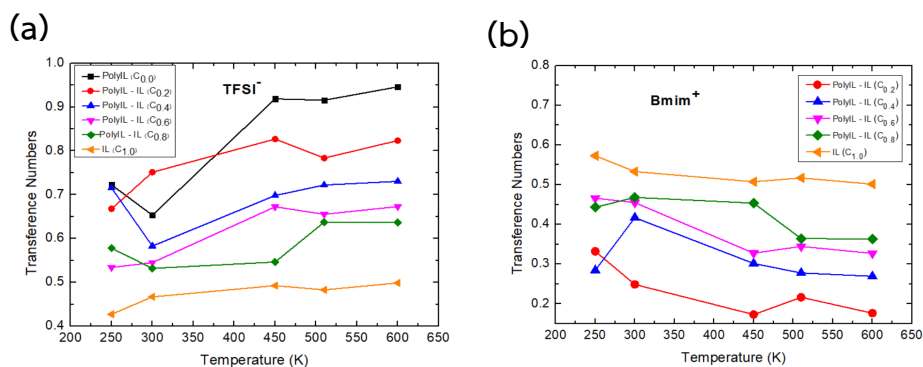 (a)
1.0
0.9
0.8
0.7
0.6
0.5
0.4
Transference Numbers
PolyIL (C0.0)
PolyIL - IL (C0.2)
PolyIL - IL (C0.4)
PolyIL - IL (C0.6)
PolyIL - IL (C0.8)
IL (C1.0)
TFSI-
200 250 300 350 400 450 500 550 600 650
Temperature (K)
(b)
0.8
0.7
0.6
0.5
0.4
0.3
0.2
Transference Numbers
Bmim+
PolyIL - IL (C0.2)
PolyIL - IL (C0.4)
PolyIL - IL (C0.6)
PolyIL - IL (C0.8)
IL (C1.0)
200 250 300 350 400 450 500 550 600 650
Temperature (K)